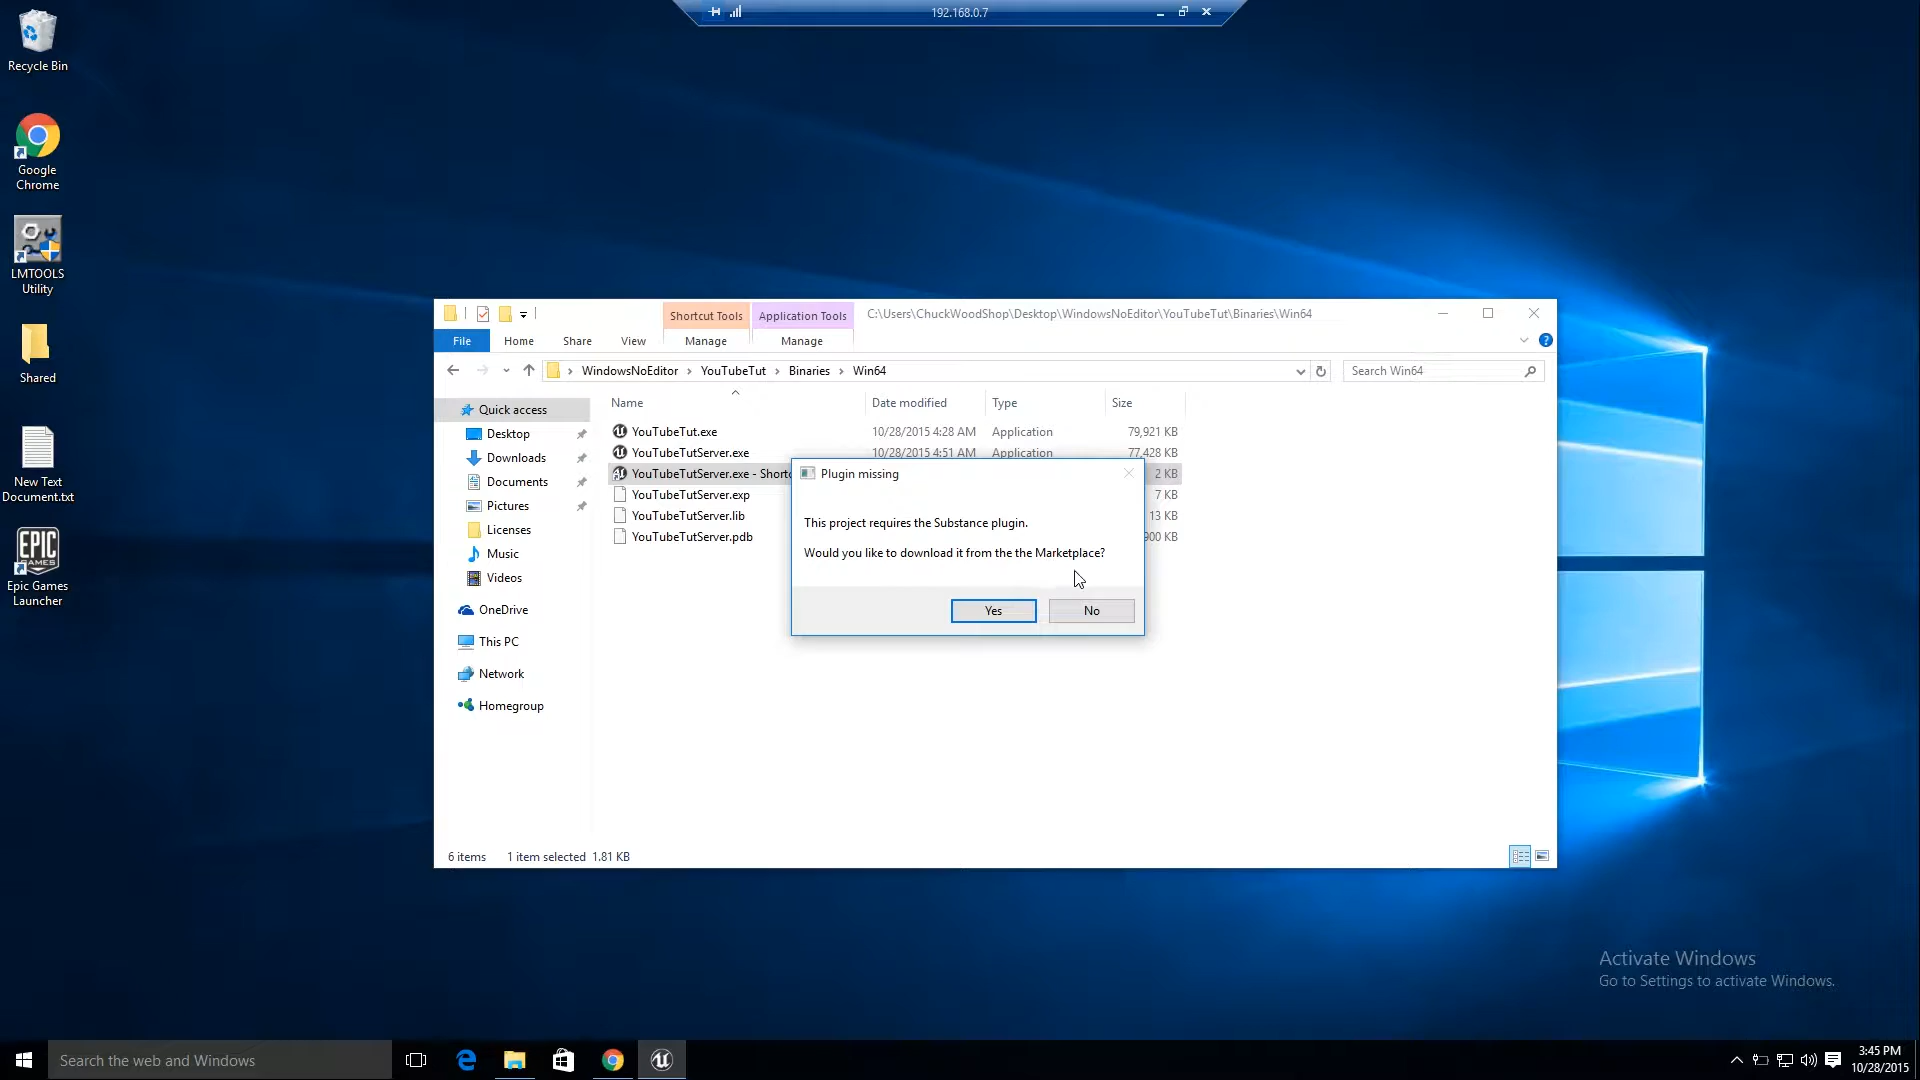 192.168.0.7
Recycle Bin
Google
Chrome
LMTOOLS
Utility
Shared
New Text
Document.txt
EPIC
GAMES
Epic Games
Launcher
Shortcut Tools
Application Tools
C:\Users\ChuckWoodShop\Desktop\WindowsNoEditor\YouTubeTut\Binaries\Win64
File
Home
Share
View
Manage
Manage
WindowsNoEditor
YouTubeTut
Binaries
Win64
Search Win64
Quick access
Desktop
Downloads
Documents
Pictures
Licenses
Music
Videos
OneDrive
This PC
Network
Homegroup
Name
Date modified
Type
Size
YouTubeTut.exe
10/28/2015 4:28 AM
Application
79,921 KB
YouTubeTutServer.exe
10/28/2015 4:51 AM
Application
77,428 KB
YouTubeTutServer.exe - Shortc
2 KB
YouTubeTutServer.exp
7 KB
YouTubeTutServer.lib
13 KB
YouTubeTutServer.pdb
900 KB
Plugin missing
This project requires the Substance plugin.
Would you like to download it from the the Marketplace?
Yes
No
6 items
1 item selected 1.81 KB
Activate Windows
Go to Settings to activate Windows.
Search the web and Windows
3:45 PM
10/28/2015